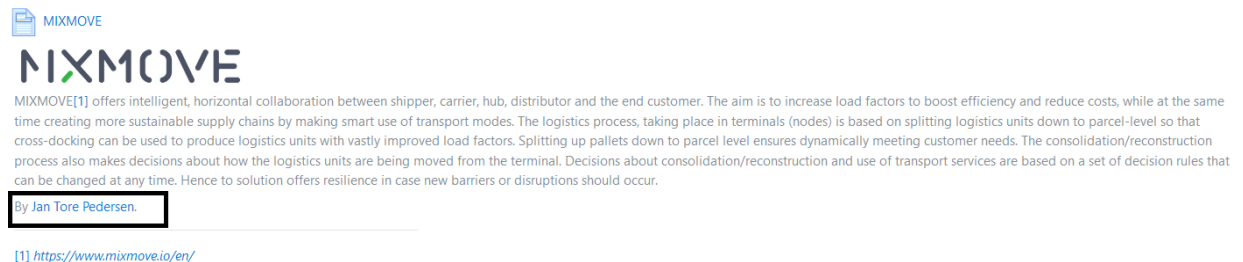 MIXMOVE
MIXMOVE
MIXMOVE[1] offers intelligent, horizontal collaboration between shipper, carrier, hub, distributor and the end customer. The aim is to increase load factors to boost efficiency and reduce costs, while at the same
time creating more sustainable supply chains by making smart use of transport modes. The logistics process, taking place in terminals (nodes) is based on splitting logistics units down to parcel-level so that
cross-docking can be used to produce logistics units with vastly improved load factors. Splitting up pallets down to parcel level ensures dynamically meeting customer needs. The consolidation/reconstruction
process also makes decisions about how the logistics units are being moved from the terminal. Decisions about consolidation/reconstruction and use of transport services are based on a set of decision rules that
can be changed at any time. Hence to solution offers resilience in case new barriers or disruptions should occur.
By Jan Tore Pedersen.
[1] https://www.mixmove.io/en/